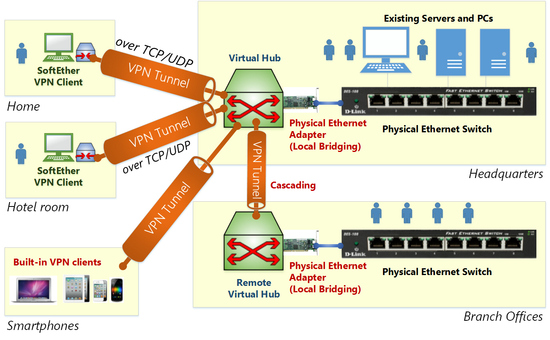 SoftEther
VPN Client
Home
over TCP/UDP
VPN Tunnel
SoftEther
VPN Client
Hotel room
VPN Tunnel
over TCP/UDP
Built-in VPN clients
Smartphones
VPN Tunnel
Virtual Hub
Existing Servers and PCs
FAST ETHERNET SWITCH
D-Link
Physical Ethernet
Adapter
(Local Bridging)
Physical Ethernet Switch
Headquarters
VPN Tunnel
Cascading
FAST ETHERNET SWITCH
D-Link
Physical Ethernet
Adapter
(Local Bridging)
Physical Ethernet Switch
Remote
Virtual Hub
Branch Offices